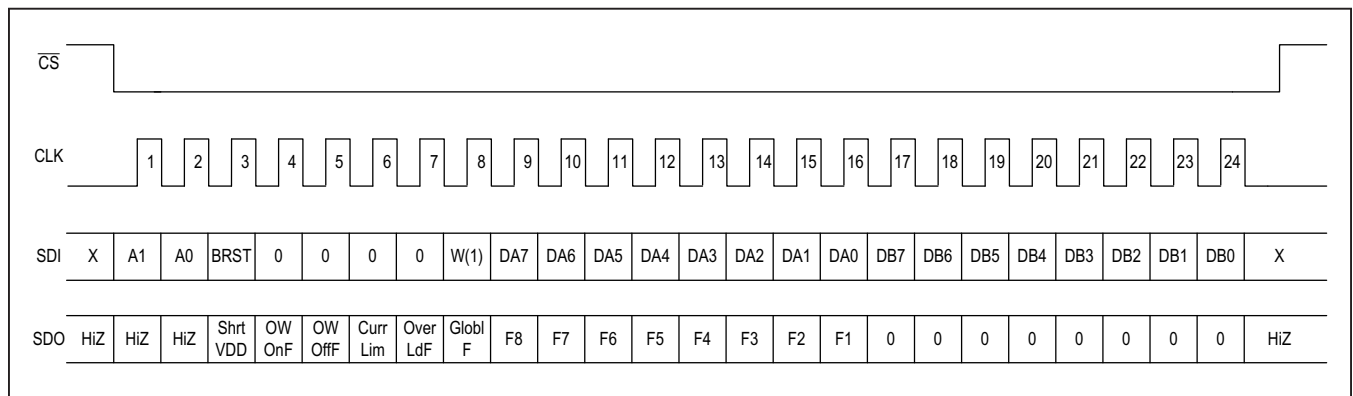 CS
CLK 1 2 3 4 5 6 7 8 9 10 11 12 13 14 15 16 17 18 19 20 21 22 23 24
SDI X A1 A0 BRST 0 0 0 0 W(1) DA7 DA6 DA5 DA4 DA3 DA2 DA1 DA0 DB7 DB6 DB5 DB4 DB3 DB2 DB1 DB0 X
SDO HiZ HiZ HiZ Shrt VDD OW OnF OW OffF Curr Lim Over LdF Globl F F8 F7 F6 F5 F4 F3 F2 F1 0 0 0 0 0 0 0 0 HiZ